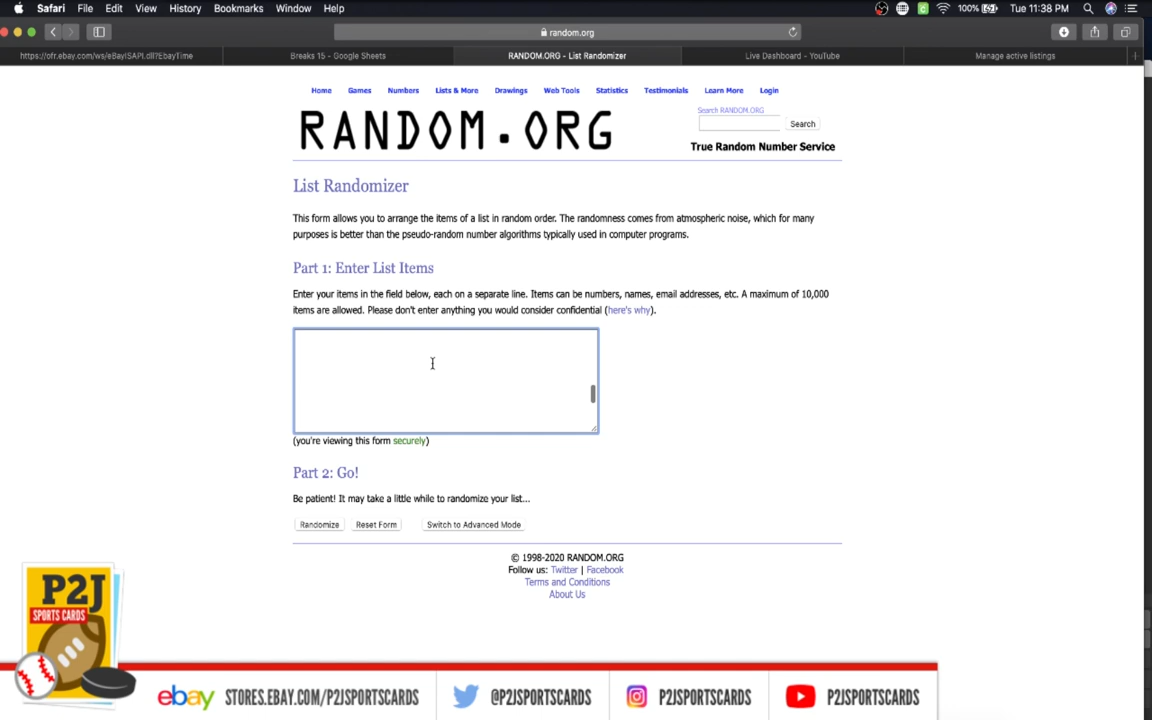 Safari File Edit View History Bookmarks Window Help 100% Tue 11:38 PM
random.org
https://ofr.ebay.com/ws/eBayISAPI.dll?EbayTime Breaks 15 - Google Sheets RANDOM.ORG - List Randomizer Live Dashboard - YouTube Manage active listings
Home Games Numbers Lists & More Drawings Web Tools Statistics Testimonials Learn More Login
Search RANDOM.ORG
RANDOM.ORG
Search
True Random Number Service
List Randomizer
This form allows you to arrange the items of a list in random order. The randomness comes from atmospheric noise, which for many
purposes is better than the pseudo-random number algorithms typically used in computer programs.
Part 1: Enter List Items
Enter your items in the field below, each on a separate line. Items can be numbers, names, email addresses, etc. A maximum of 10,000
items are allowed. Please don't enter anything you would consider confidential (here's why).
(you're viewing this form securely)
Part 2: Go!
Be patient! It may take a little while to randomize your list...
Randomize Reset Form Switch to Advanced Mode
© 1998-2020 RANDOM.ORG
Follow us: Twitter | Facebook
Terms and Conditions
About Us
P2J
SPORTS CARDS
ebay STORES.EBAY.COM/P2JSPORTSCARDS @P2JSPORTSCARDS P2JSPORTSCARDS P2JSPORTSCARDS